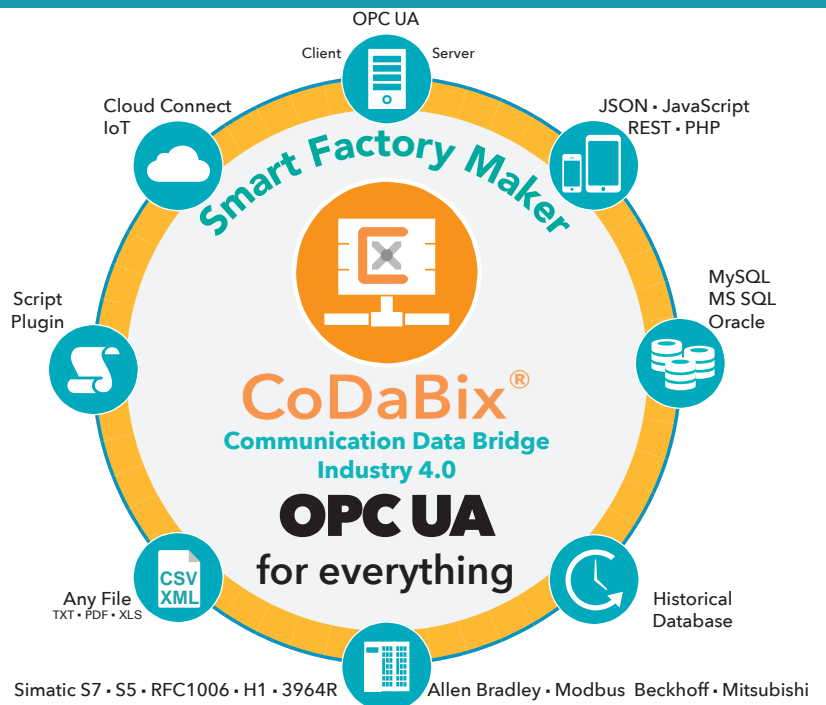 OPC UA
Client
Server
Cloud Connect
IoT
JSON • JavaScript
REST • PHP
Smart Factory Maker
Script
Plugin
MySQL
MS SQL
Oracle
CoDaBix®
Communication Data Bridge
Industry 4.0
OPC UA
for everything
CSV
XML
Any File
TXT • PDF • XLS
Historical
Database
Simatic S7 • S5 • RFC1006 • H1 • 3964R
Allen Bradley • Modbus Beckhoff • Mitsubishi